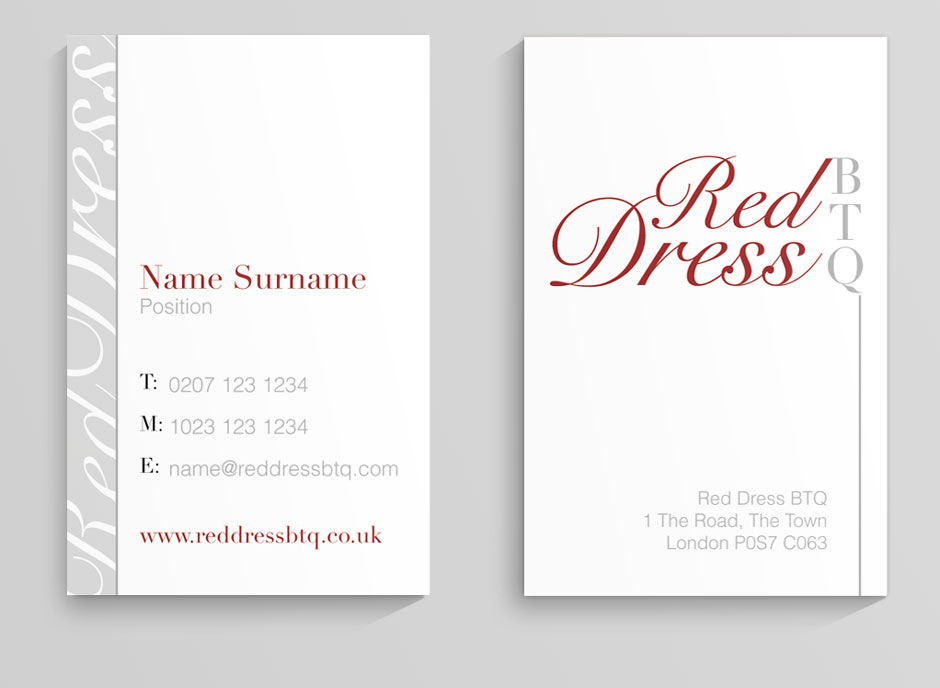 Red Dress
Name Surname
Position
T: 0207 123 1234
M: 1023 123 1234
E: name@reddressbtq.com
www.reddressbtq.co.uk
Red
Dress
BTQ
Red Dress BTQ
1 The Road, The Town
London P0S7 C063